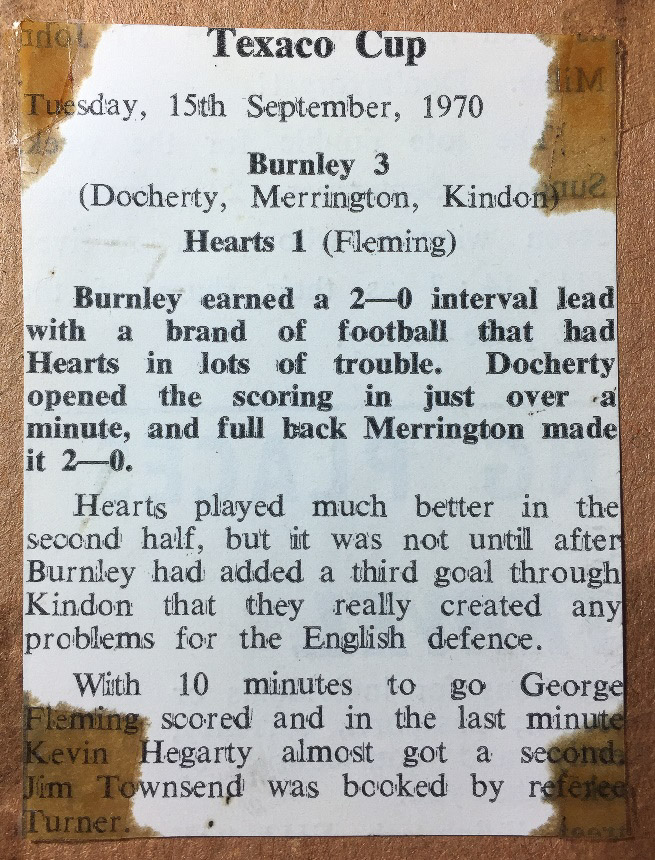 Texaco Cup
Tuesday, 15th September, 1970
Burnley 3
(Docherty, Merrington, Kindon)
Hearts 1 (Fleming)
Burnley earned a 2—0 interval lead
with a brand of football that had
Hearts in lots of trouble. Docherty
opened the scoring in just over a
minute, and full back Merrington made
it 2—0.
Hearts played much better in the
second half, but it was not until after
Burnley had added a third goal through
Kindon that they really created any
problems for the English defence.
With 10 minutes to go George
Fleming scored and in the last minute
Kevin Hegarty almost got a second.
Jim Townsend was booked by referee
Turner.